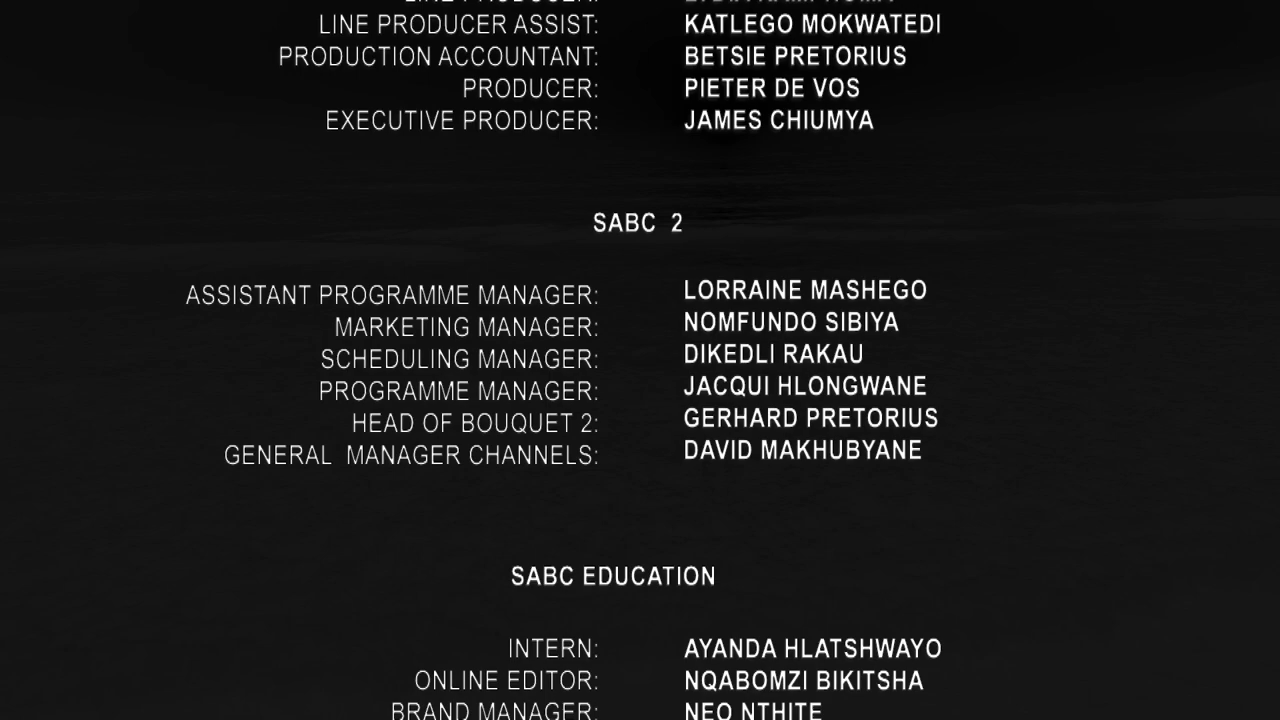 LINE PRODUCER:
LINE PRODUCER ASSIST: KATLEGO MOKWATEDI
PRODUCTION ACCOUNTANT: BETSIE PRETORIUS
PRODUCER: PIETER DE VOS
EXECUTIVE PRODUCER: JAMES CHIUMYA
SABC 2
ASSISTANT PROGRAMME MANAGER: LORRAINE MASHEGO
MARKETING MANAGER: NOMFUNDO SIBIYA
SCHEDULING MANAGER: DIKEDLI RAKAU
PROGRAMME MANAGER: JACQUI HLONGWANE
HEAD OF BOUQUET 2: GERHARD PRETORIUS
GENERAL MANAGER CHANNELS: DAVID MAKHUBYANE
SABC EDUCATION
INTERN: AYANDA HLATSHWAYO
ONLINE EDITOR: NQABOMZI BIKITSHA
BRAND MANAGER: NEO NTHITE